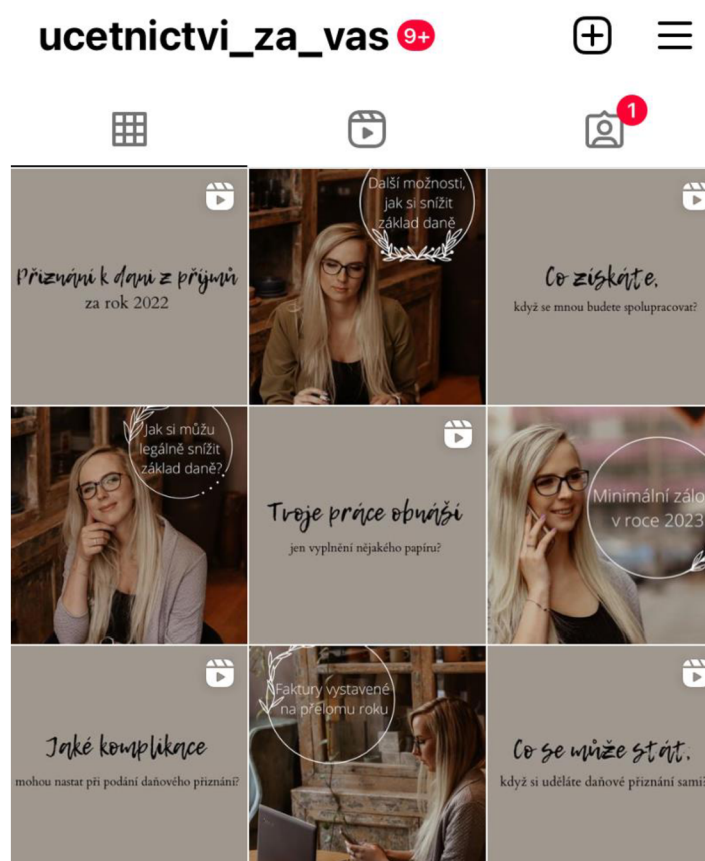 ucetnictvi_za_vas 9+
1
Přiznání k dani z příjmů
za rok 2022
Další možnosti,
jak si snížit
základ daně
Co získáte,
když se mnou budete spolupracovat?
Jak si můžu
legálně snížit
základ daně?
Tvoje práce obnáší
jen vyplnění nějakého papíru?
Minimální zálo
v roce 2023
Jaké komplikace
mohou nastat při podání daňového přiznání?
Faktury vystavené
na přelomu roku
Co se může stát,
když si uděláte daňové přiznání sami?